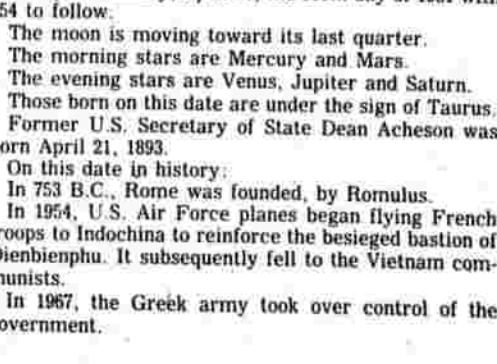 54 to follow.
The moon is moving toward its last quarter.
The morning stars are Mercury and Mars.
The evening stars are Venus, Jupiter and Saturn.
Those born on this date are under the sign of Taurus.
Former U.S. Secretary of State Dean Acheson was
orn April 21, 1893.
On this date in history:
In 753 B.C., Rome was founded, by Romulus.
In 1954, U.S. Air Force planes began flying French
roops to Indochina to reinforce the besieged bastion of
Dienbienphu. It subsequently fell to the Vietnam com-
munists.
In 1967, the Greek army took over control of the
overnment.